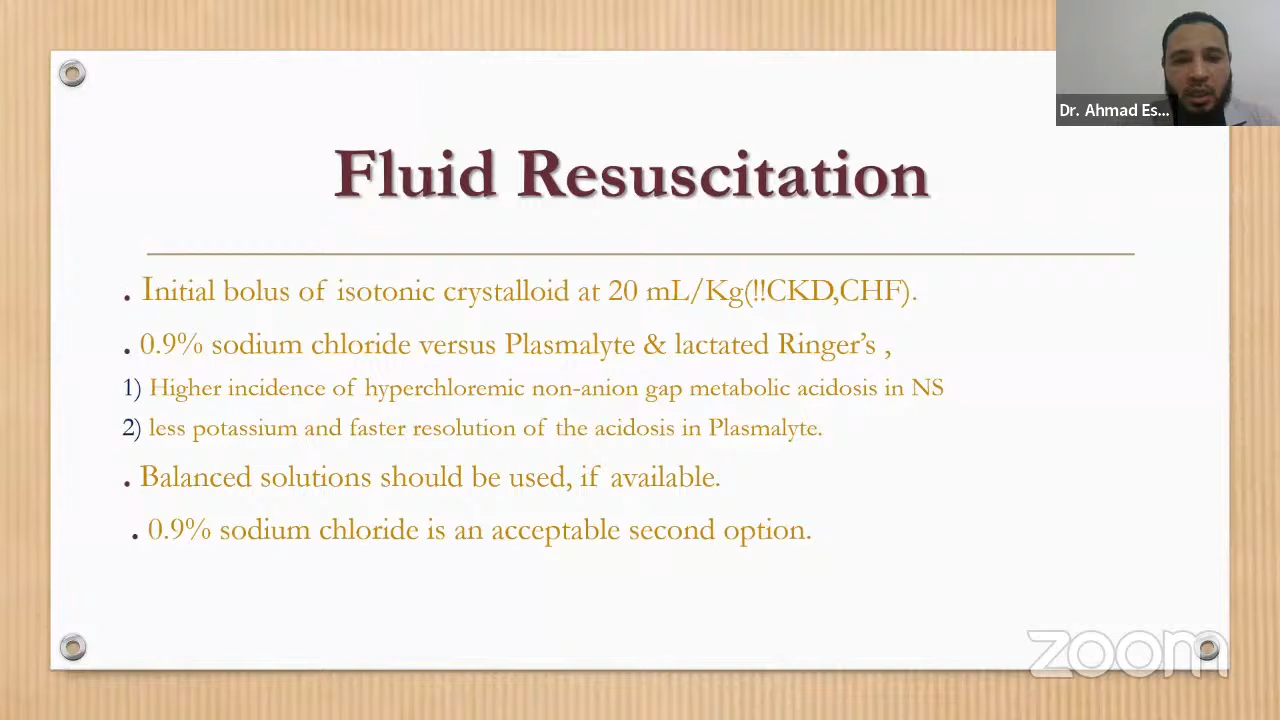 Dr. Ahmad Es...
Fluid Resuscitation
. Initial bolus of isotonic crystalloid at 20 mL/Kg(!!CKD,CHF).
. 0.9% sodium chloride versus Plasmalyte & lactated Ringer’s ,
1) Higher incidence of hyperchloremic non-anion gap metabolic acidosis in NS
2) less potassium and faster resolution of the acidosis in Plasmalyte.
. Balanced solutions should be used, if available.
. 0.9% sodium chloride is an acceptable second option.
zoom